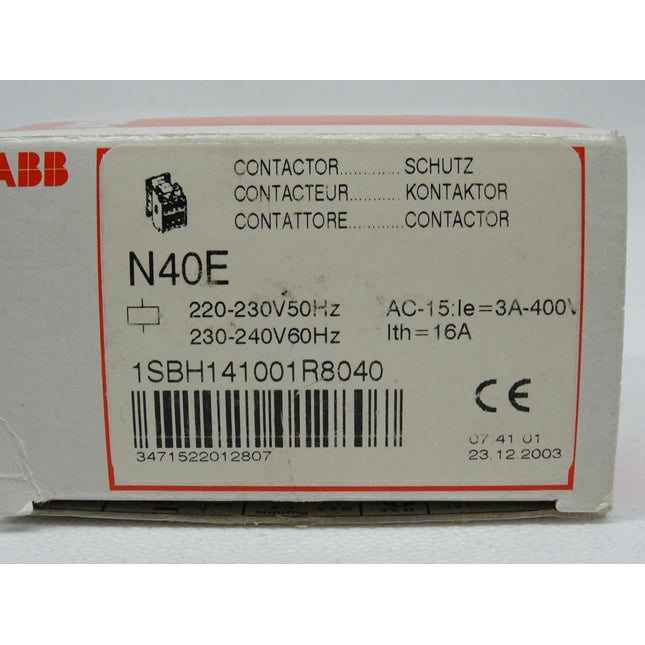 ABB
CONTACTOR............ SCHUTZ
CONTACTEUR........... KONTAKTOR
CONTATTORE............CONTACTOR
N40E
220-230V50Hz AC-15:Ie=3A-400V
230-240V60Hz Ith=16A
1SBH141001R8040
CE
3471522012807
07:41 01
23.12.2003